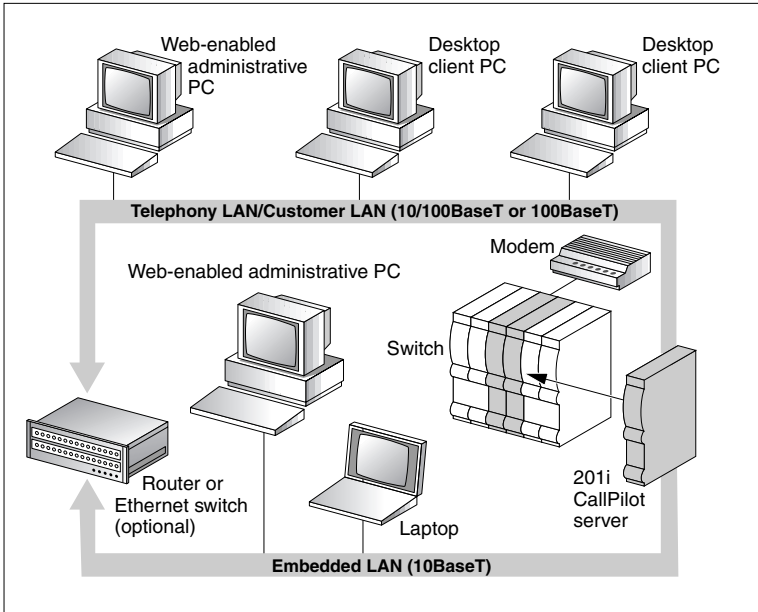 Web-enabled
administrative
PC
Desktop
client PC
Desktop
client PC
Telephony LAN/Customer LAN (10/100BaseT or 100BaseT)
Modem
Web-enabled administrative PC
Switch
Router or
Ethernet switch
(optional)
Laptop
201i
CallPilot
server
Embedded LAN (10BaseT)